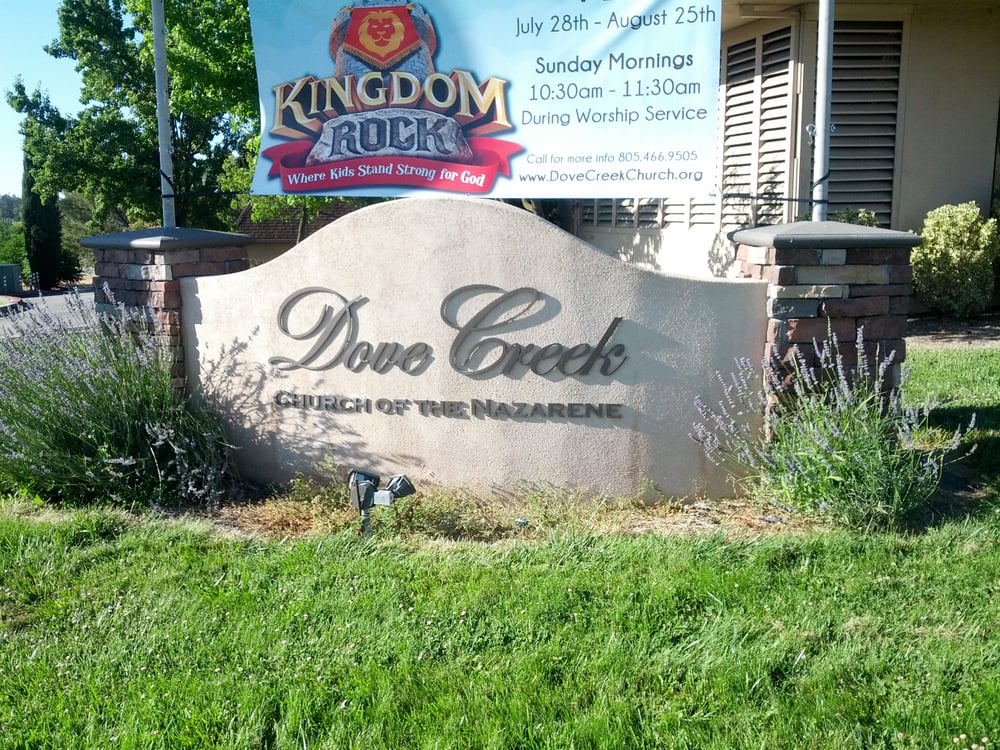 July 28th - August 25th
Sunday Mornings
10:30am - 11:30am
During Worship Service
Call for more info 805.466.9505
www.DoveCreekChurch.org
KINGDOM
ROCK
Where Kids Stand Strong for God
Dove Creek
Church of the Nazarene